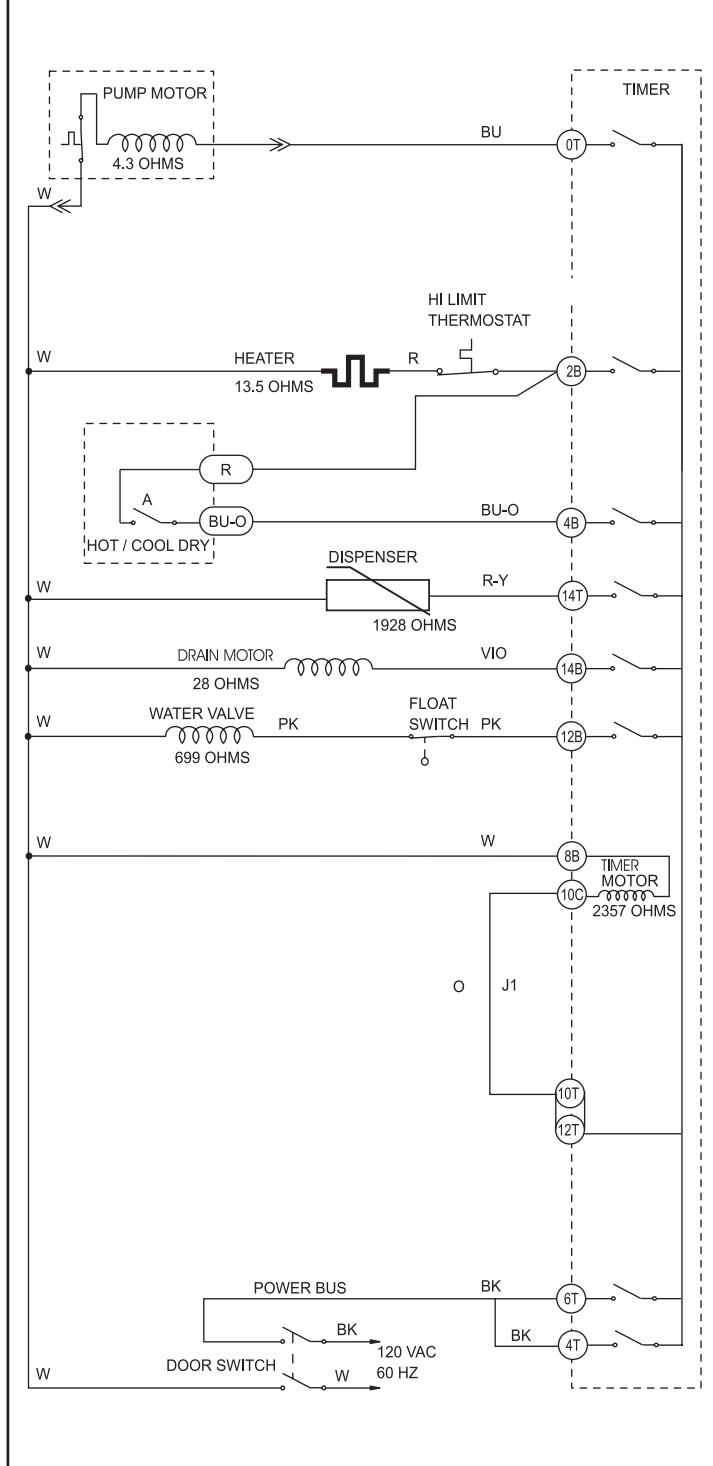 TIMER
PUMP MOTOR
4.3 OHMS
BU
0T
W
HI LIMIT
THERMOSTAT
W
HEATER
R
2B
13.5 OHMS
R
A
BU-O
BU-O
4B
HOT / COOL DRY
DISPENSER
W
R-Y
14T
1928 OHMS
W
DRAIN MOTOR
VIO
14B
28 OHMS
WATER VALVE
FLOAT
SWITCH
W
PK
PK
12B
699 OHMS
W
W
8B
TIMER
MOTOR
10C
2357 OHMS
O
J1
10T
12T
POWER BUS
BK
6T
BK
BK
4T
120 VAC
60 HZ
DOOR SWITCH
W
W